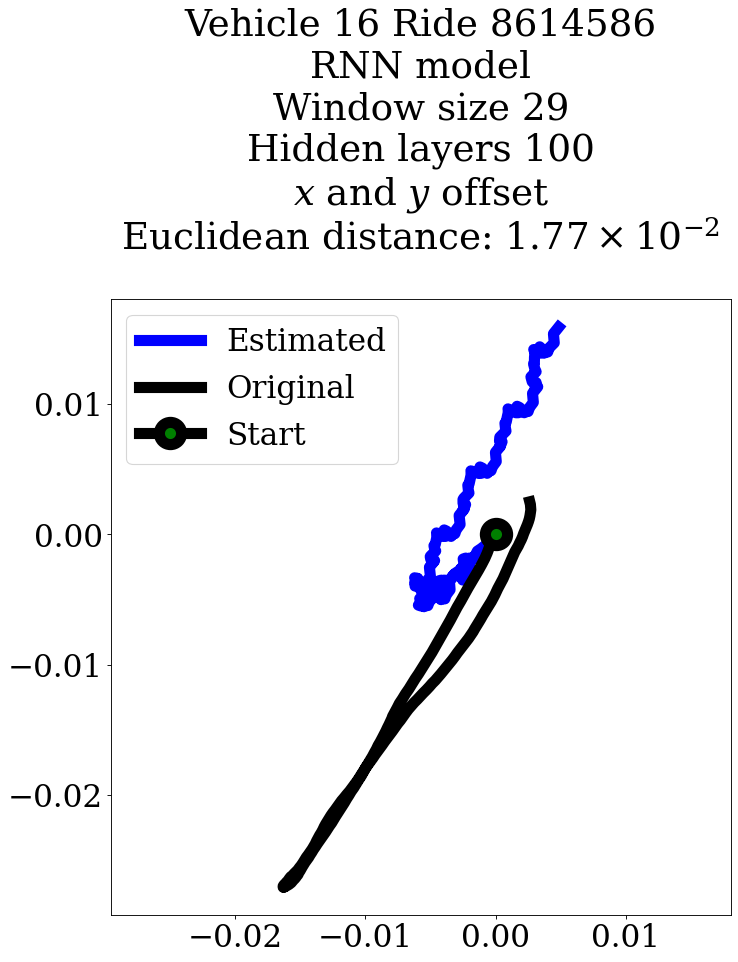 Vehicle 16 Ride 8614586
RNN model
Window size 29
Hidden layers 100
x and y offset
Euclidean distance: 1.77 × 10⁻²
Estimated
Original
Start
0.01
0.00
−0.01
−0.02
−0.02 −0.01 0.00 0.01